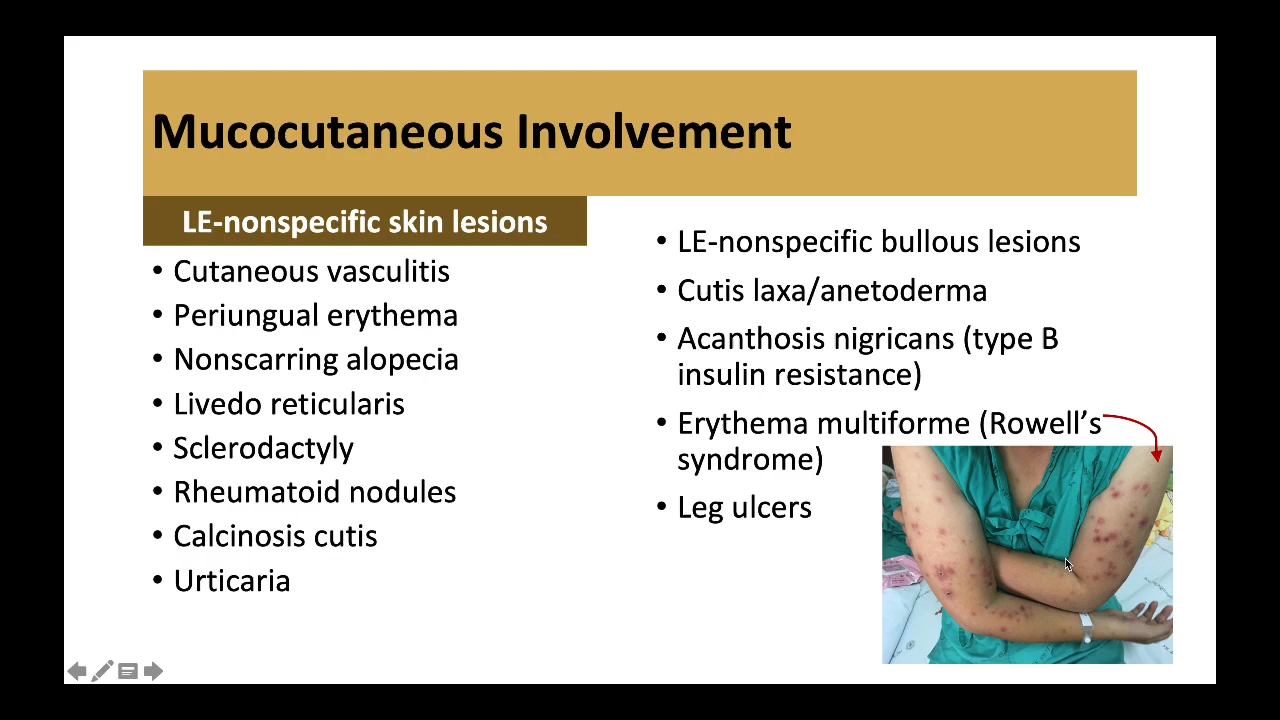 Mucocutaneous Involvement
LE-nonspecific skin lesions
• Cutaneous vasculitis
• Periungual erythema
• Nonscarring alopecia
• Livedo reticularis
• Sclerodactyly
• Rheumatoid nodules
• Calcinosis cutis
• Urticaria
• LE-nonspecific bullous lesions
• Cutis laxa/anetoderma
• Acanthosis nigricans (type B
insulin resistance)
• Erythema multiforme (Rowell’s
syndrome)
• Leg ulcers